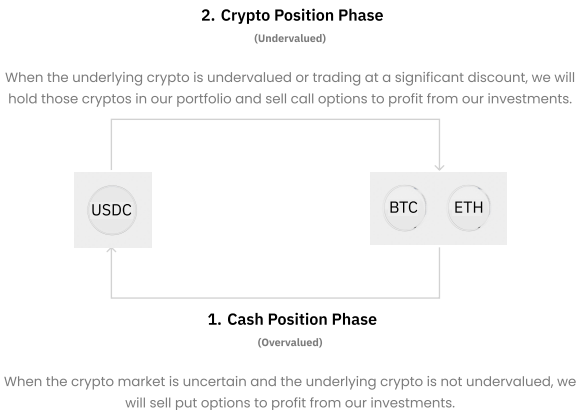 2. Crypto Position Phase
(Undervalued)
When the underlying crypto is undervalued or trading at a significant discount, we will
hold those cryptos in our portfolio and sell call options to profit from our investments.
USDC
BTC
ETH
1. Cash Position Phase
(Overvalued)
When the crypto market is uncertain and the underlying crypto is not undervalued, we
will sell put options to profit from our investments.